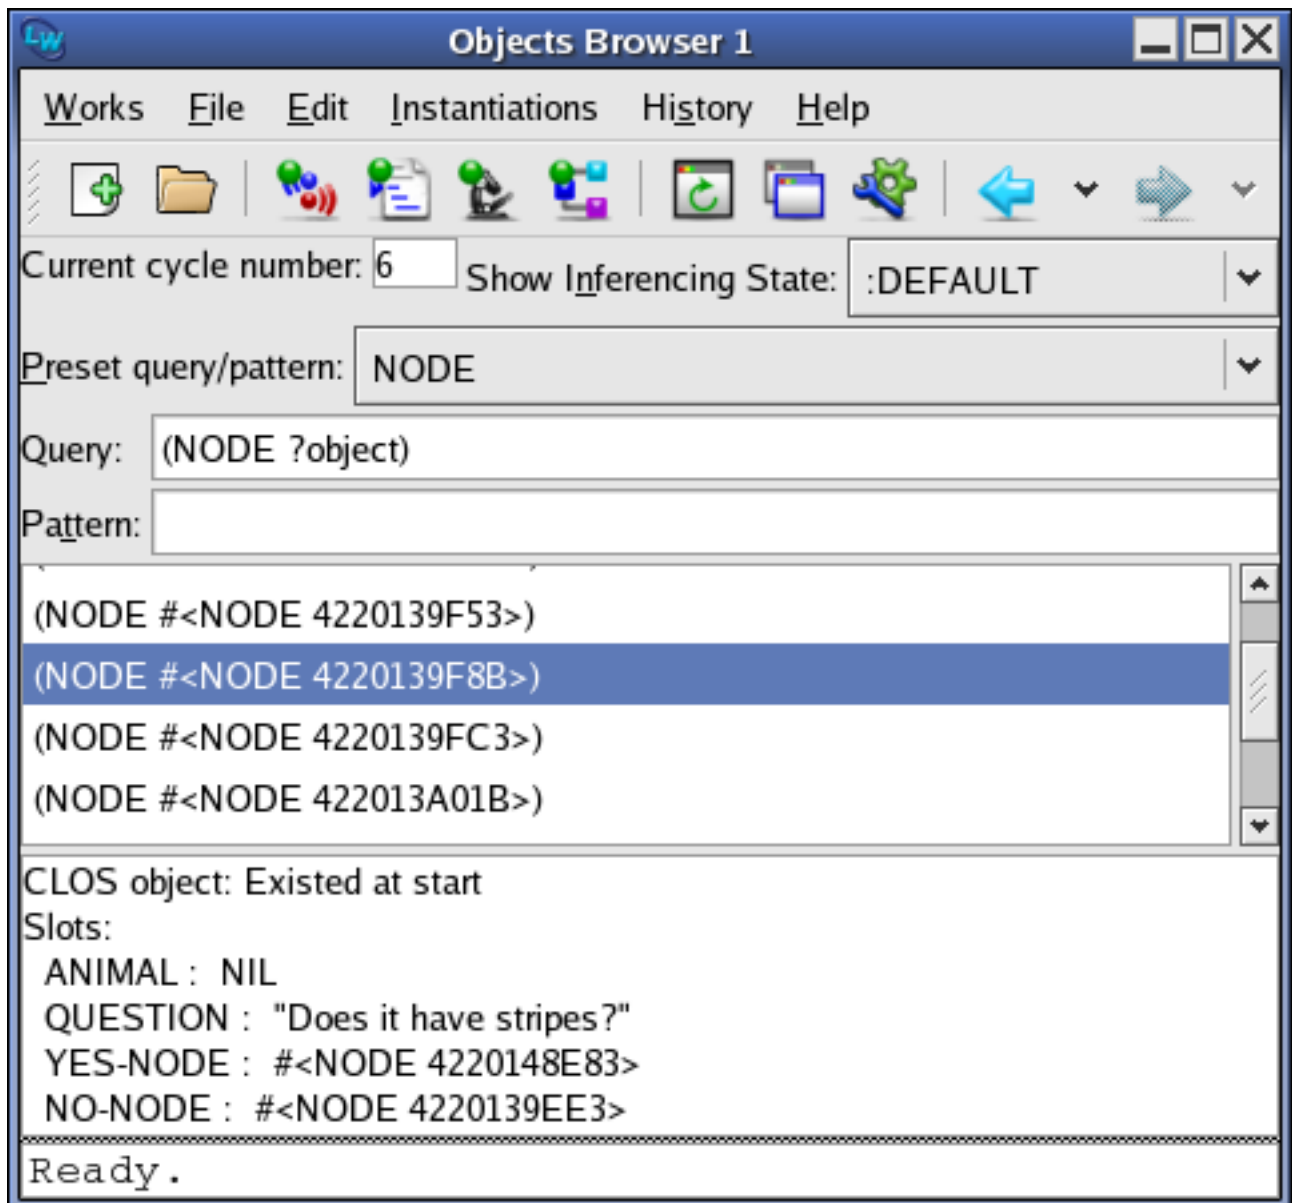 LW
Objects Browser 1
Works File Edit Instantiations History Help
Current cycle number: 6 Show Inferencing State: :DEFAULT
Preset query/pattern: NODE
Query: (NODE ?object)
Pattern:
(NODE #<NODE 4220139F53>)
(NODE #<NODE 4220139F8B>)
(NODE #<NODE 4220139FC3>)
(NODE #<NODE 422013A01B>)
CLOS object: Existed at start
Slots:
ANIMAL : NIL
QUESTION : "Does it have stripes?"
YES-NODE : #<NODE 4220148E83>
NO-NODE : #<NODE 4220139EE3>
Ready.